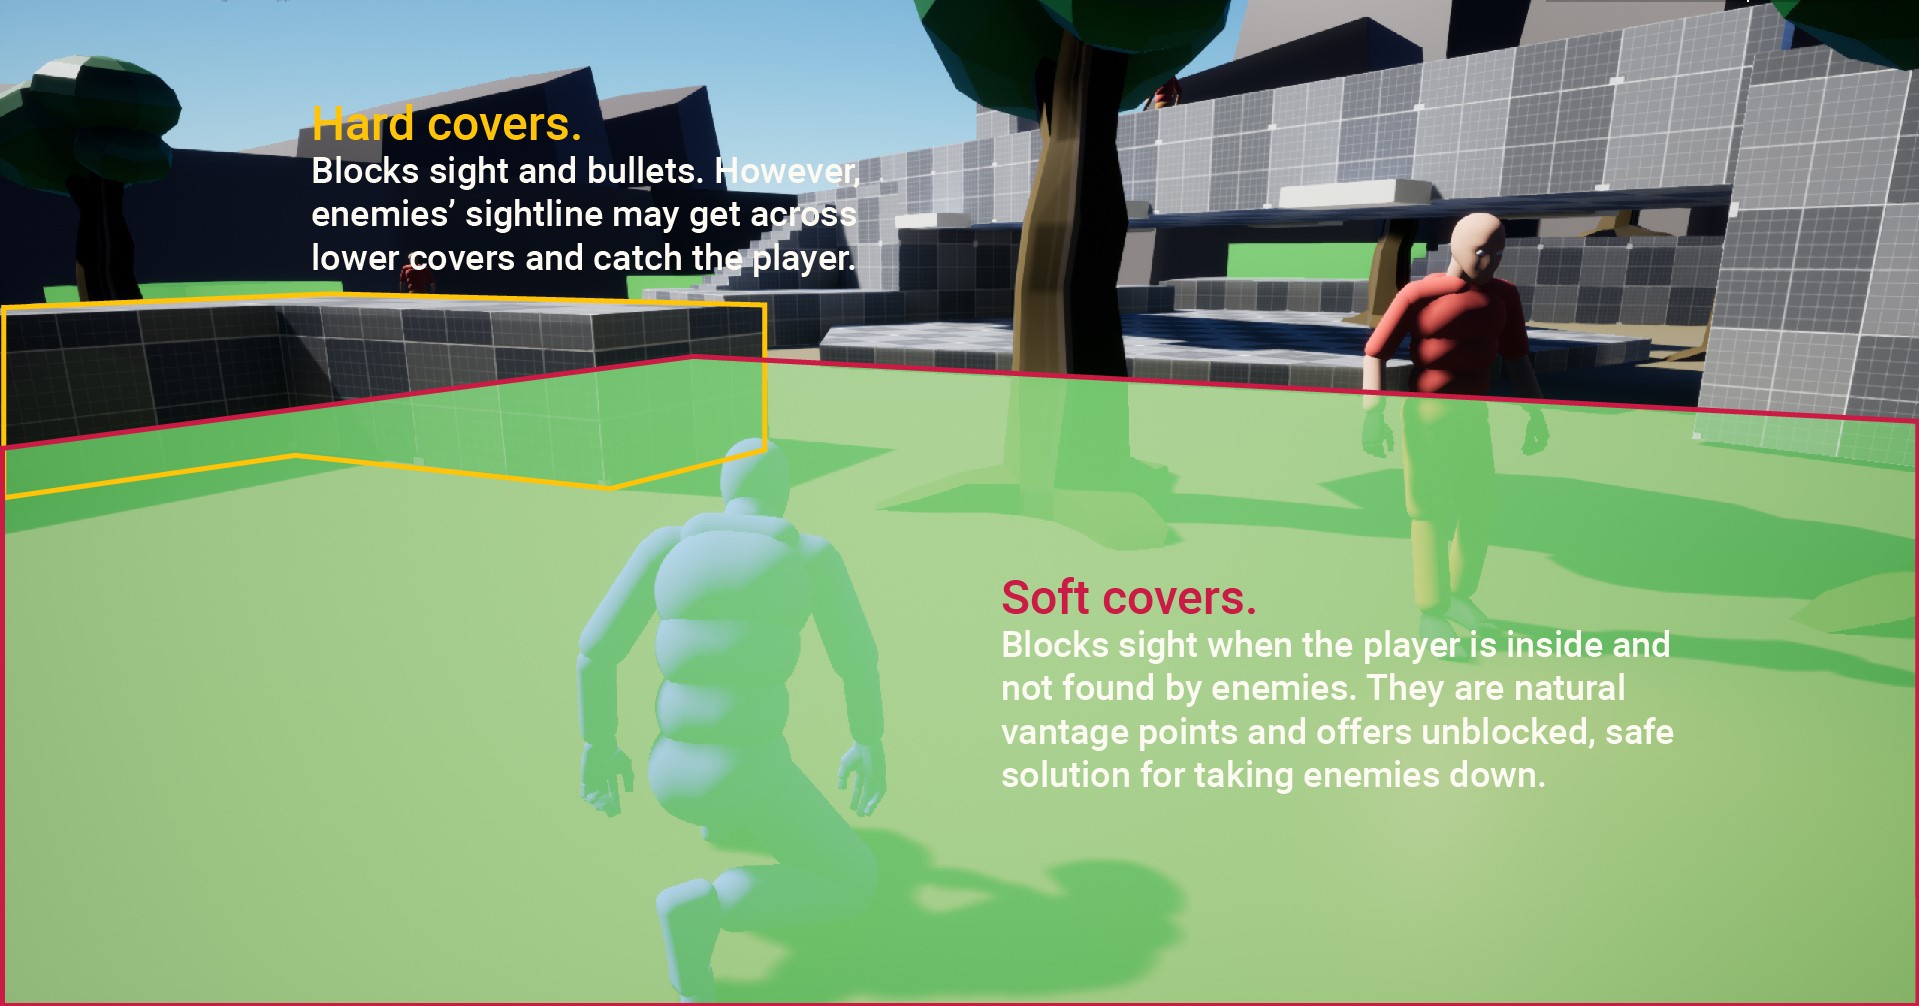 Hard covers.
Blocks sight and bullets. However,
enemies’ sightline may get across
lower covers and catch the player.
Soft covers.
Blocks sight when the player is inside and
not found by enemies. They are natural
vantage points and offers unblocked, safe
solution for taking enemies down.